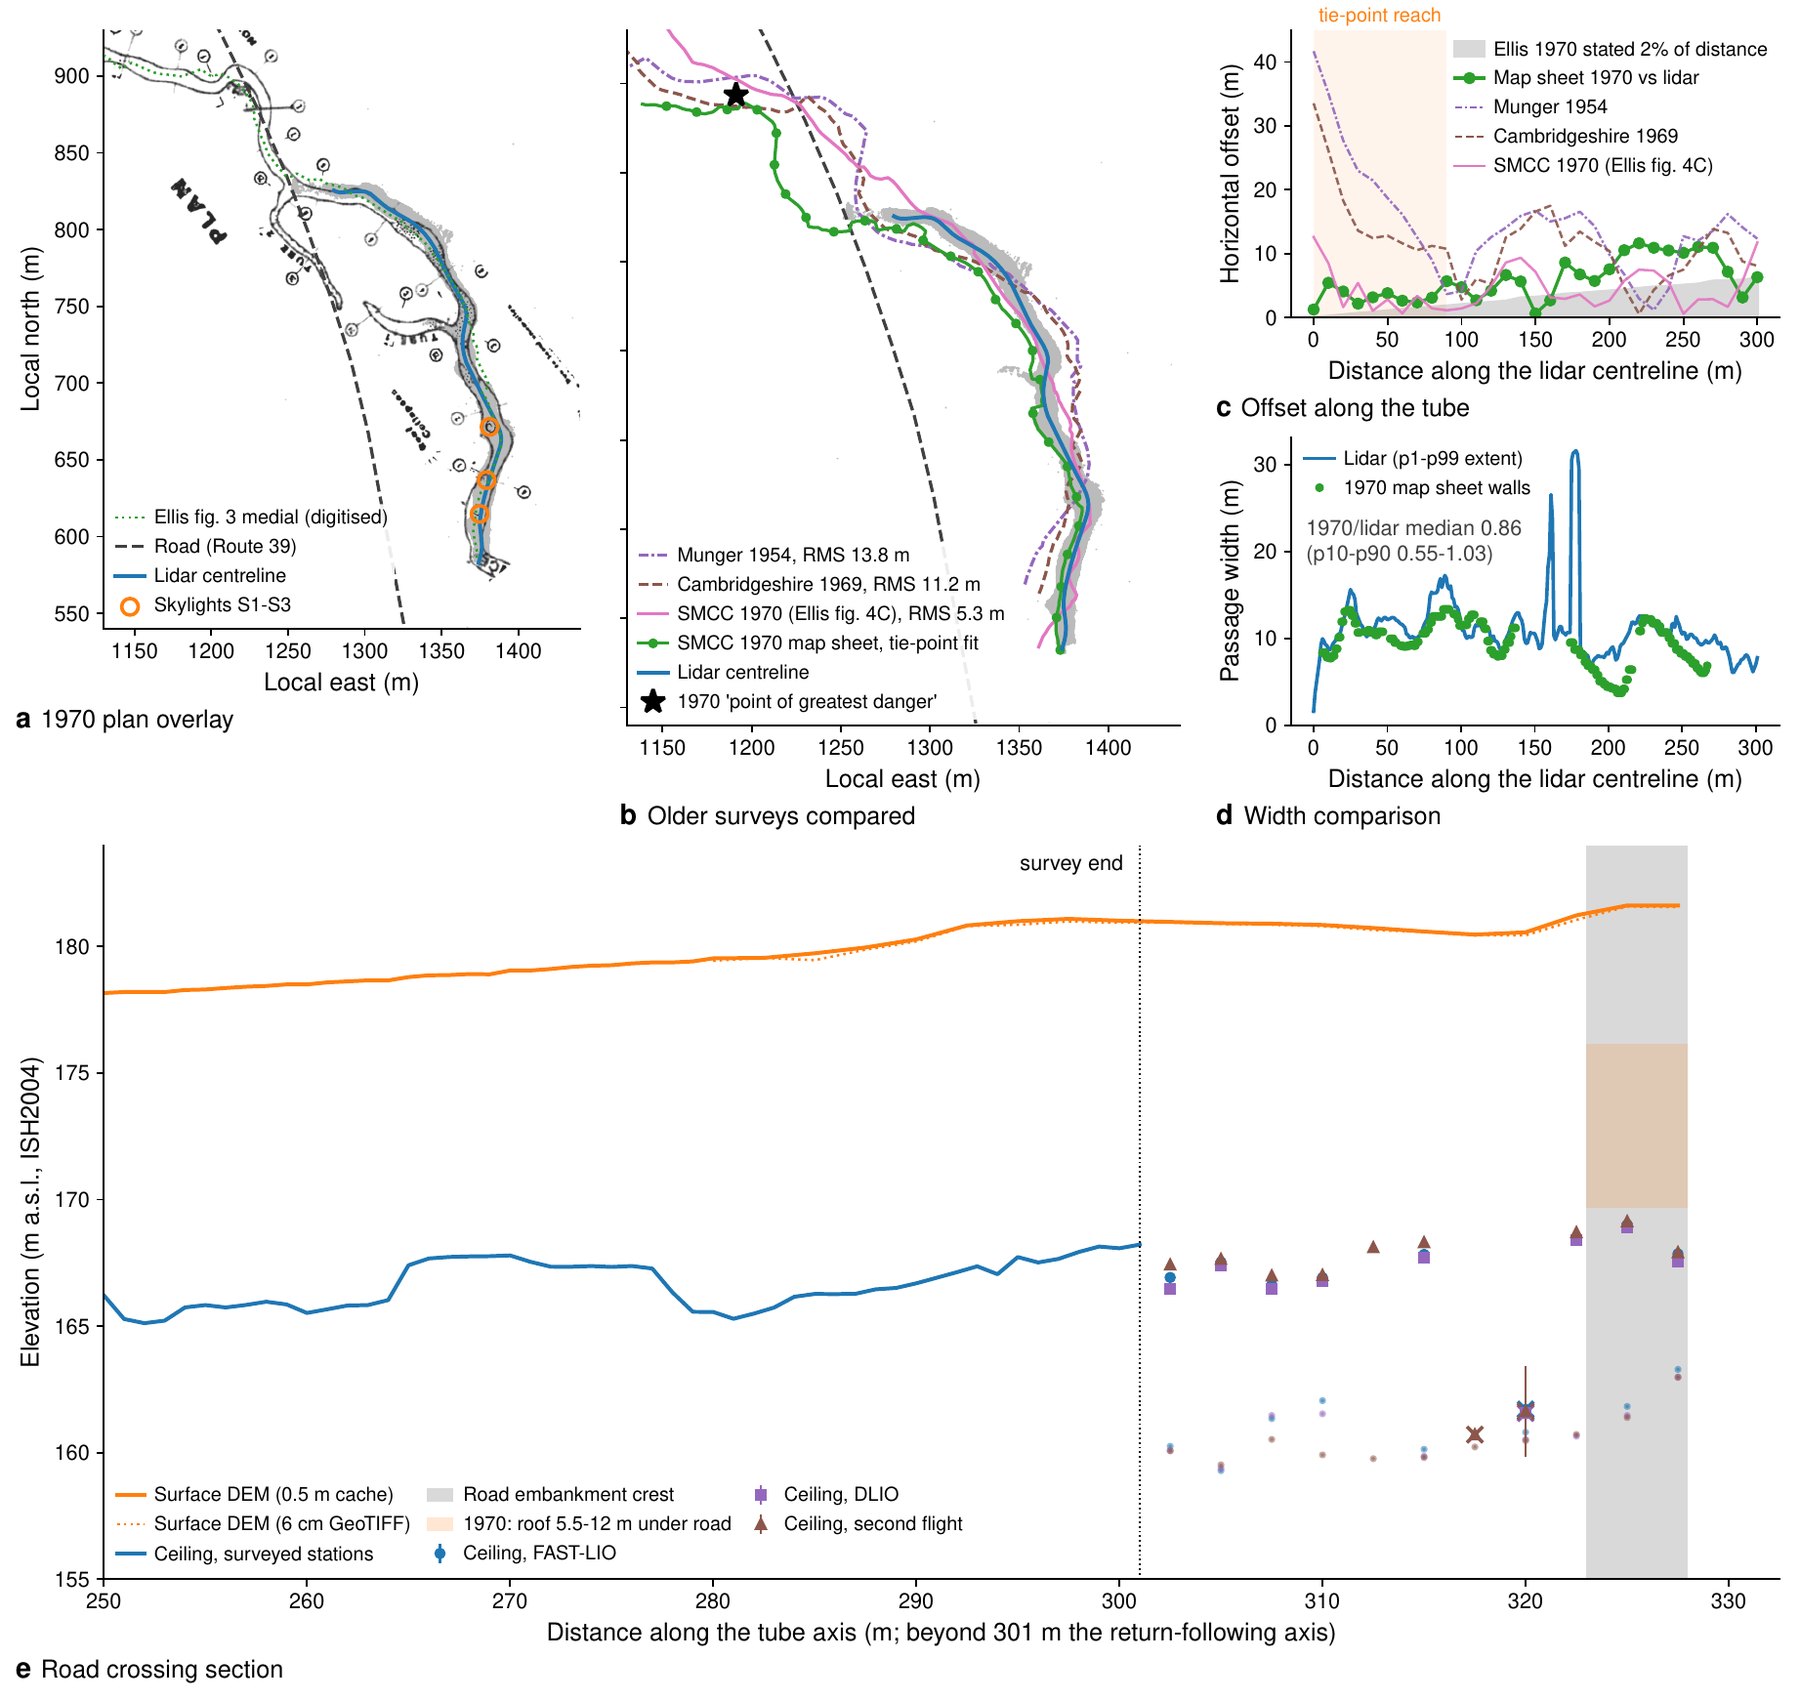 900
850
800
750
700
650
600
550
Local north (m)
PLAN
Ellis fig. 3 medial (digitised)
Road (Route 39)
Lidar centreline
Skylights S1-S3
1150
1200
1250
1300
1350
1400
Local east (m)
a 1970 plan overlay
Munger 1954, RMS 13.8 m
Cambridgeshire 1969, RMS 11.2 m
SMCC 1970 (Ellis fig. 4C), RMS 5.3 m
SMCC 1970 map sheet, tie-point fit
Lidar centreline
1970 'point of greatest danger'
1150
1200
1250
1300
1350
1400
Local east (m)
b Older surveys compared
tie-point reach
Ellis 1970 stated 2% of distance
Map sheet 1970 vs lidar
Munger 1954
Cambridgeshire 1969
SMCC 1970 (Ellis fig. 4C)
Horizontal offset (m)
40
30
20
10
0
0
50
100
150
200
250
300
Distance along the lidar centreline (m)
c Offset along the tube
Lidar (p1-p99 extent)
1970 map sheet walls
1970/lidar median 0.86
(p10-p90 0.55-1.03)
Passage width (m)
30
20
10
0
0
50
100
150
200
250
300
Distance along the lidar centreline (m)
d Width comparison
survey end
Elevation (m a.s.l., ISH2004)
180
175
170
165
160
155
Surface DEM (0.5 m cache)
Surface DEM (6 cm GeoTIFF)
Ceiling, surveyed stations
Road embankment crest
1970: roof 5.5-12 m under road
Ceiling, FAST-LIO
Ceiling, DLIO
Ceiling, second flight
250
260
270
280
290
300
310
320
330
Distance along the tube axis (m; beyond 301 m the return-following axis)
e Road crossing section